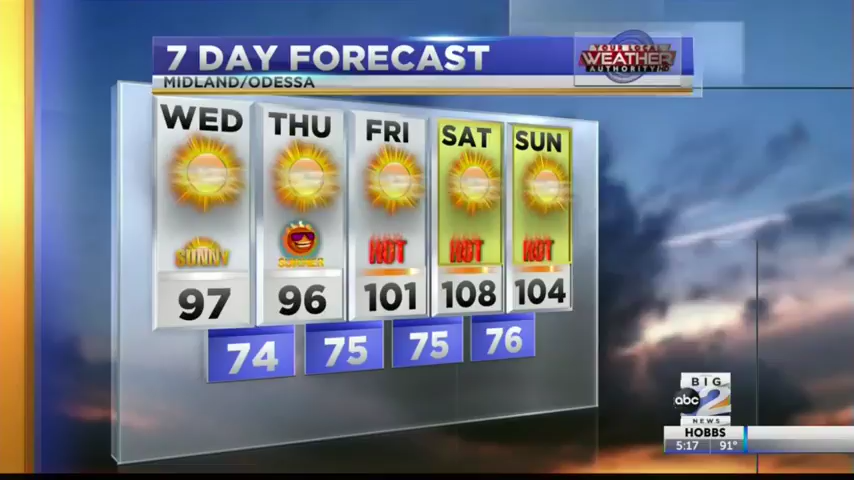 7 DAY FORECAST
MIDLAND/ODESSA
YOUR LOCAL
WEATHER
AUTHORITY HD
WED THU FRI SAT SUN
SUNNY SUMMER HOT HOT HOT
97 96 101 108 104
74 75 75 76
BIG
abc 2
NEWS
HOBBS
5:17 91°